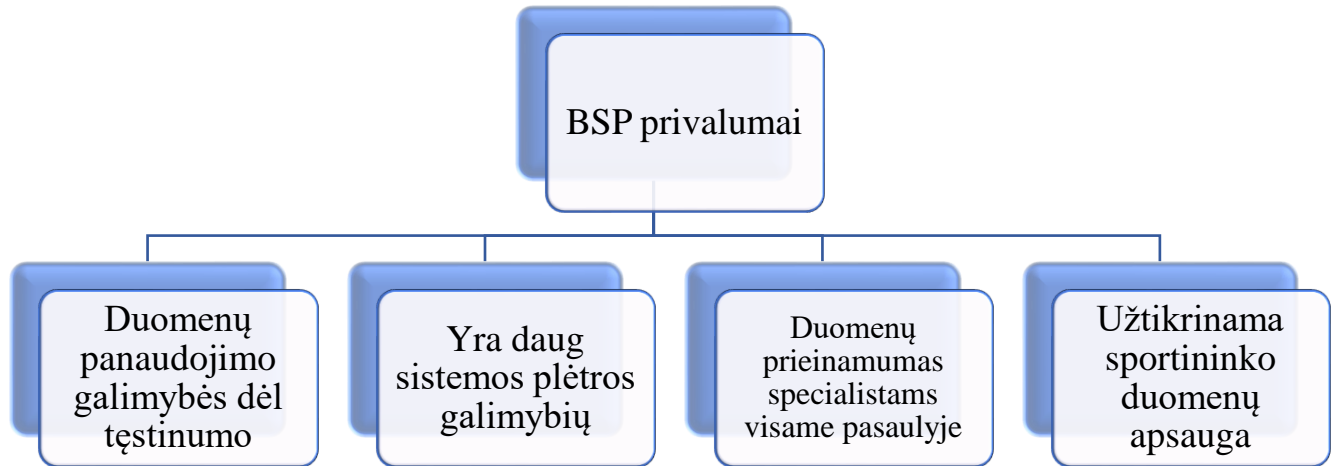 BSP privalumai
Duomenų
panaudojimo
galimybės dėl
tęstinumo
Yra daug
sistemos plėtros
galimybių
Duomenų
prieinamumas
specialistams
visame pasaulyje
Užtikrinama
sportininko
duomenų
apsauga